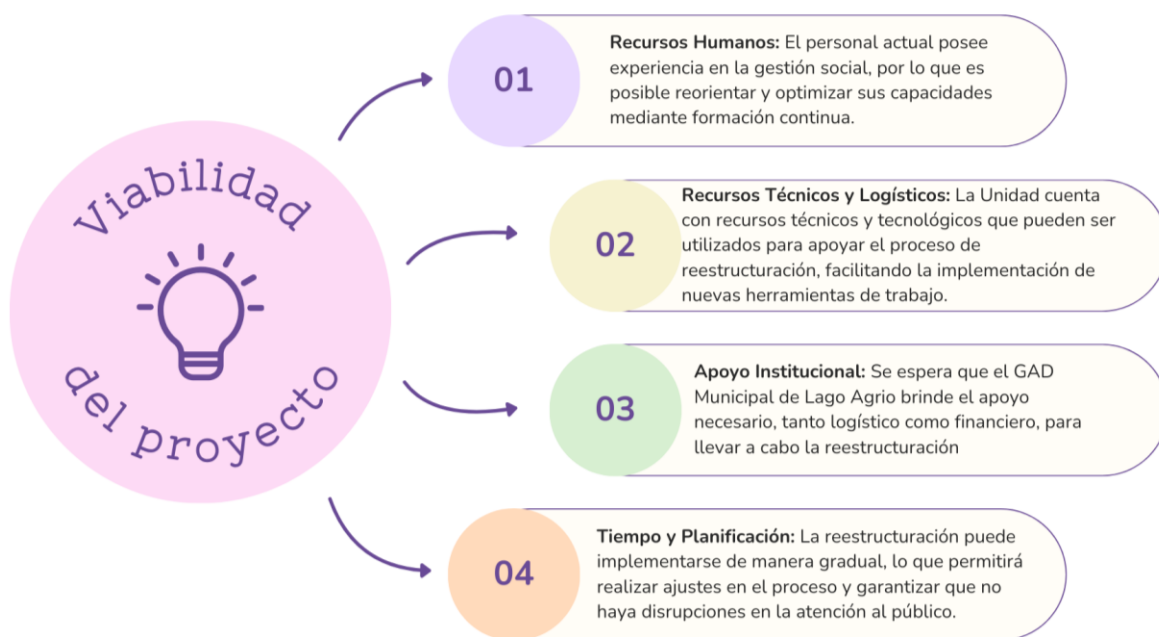 Viabilidad
del proyecto
01
Recursos Humanos: El personal actual posee
experiencia en la gestión social, por lo que es
posible reorientar y optimizar sus capacidades
mediante formación continua.
02
Recursos Técnicos y Logísticos: La Unidad cuenta
con recursos técnicos y tecnológicos que pueden ser
utilizados para apoyar el proceso de
reestructuración, facilitando la implementación de
nuevas herramientas de trabajo.
03
Apoyo Institucional: Se espera que el GAD
Municipal de Lago Agrio brinde el apoyo
necesario, tanto logístico como financiero, para
llevar a cabo la reestructuración
04
Tiempo y Planificación: La reestructuración puede
implementarse de manera gradual, lo que permitirá
realizar ajustes en el proceso y garantizar que no
haya disrupciones en la atención al público.